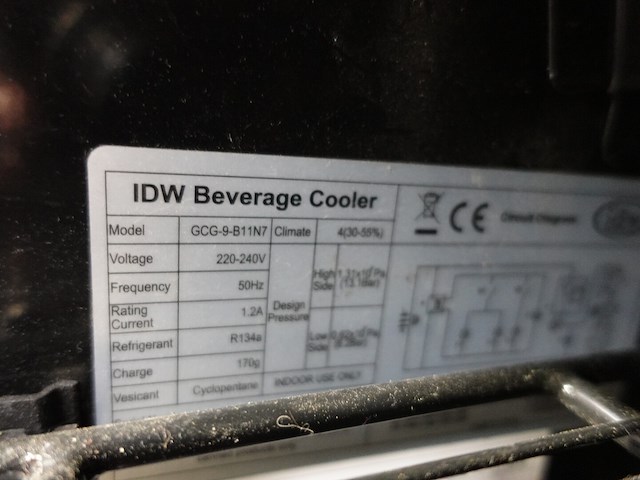 IDW Beverage Cooler
Model GCG-9-B11N7 Climate 4(30-55%)
Voltage 220-240V
Frequency 50Hz
Rating Current 1.2A
Refrigerant R134a
Charge 170g
Vesicant Cyclopentane
Design Pressure
High Side
Low Side
INDOOR USE ONLY
CE